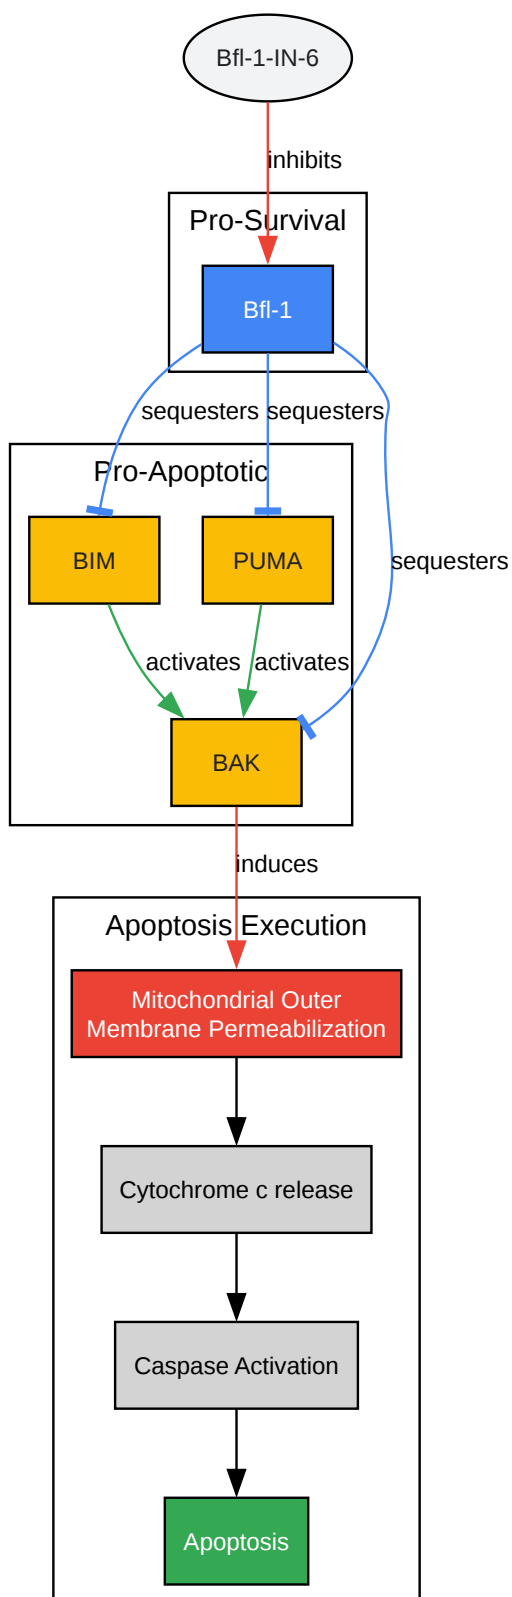 Bfl-1-IN-6
inhibits
Pro-Survival
Bfl-1
sequesters
sequesters
Pro-Apoptotic
BIM
PUMA
sequesters
activates
activates
BAK
induces
Apoptosis Execution
Mitochondrial Outer
Membrane Permeabilization
Cytochrome c release
Caspase Activation
Apoptosis